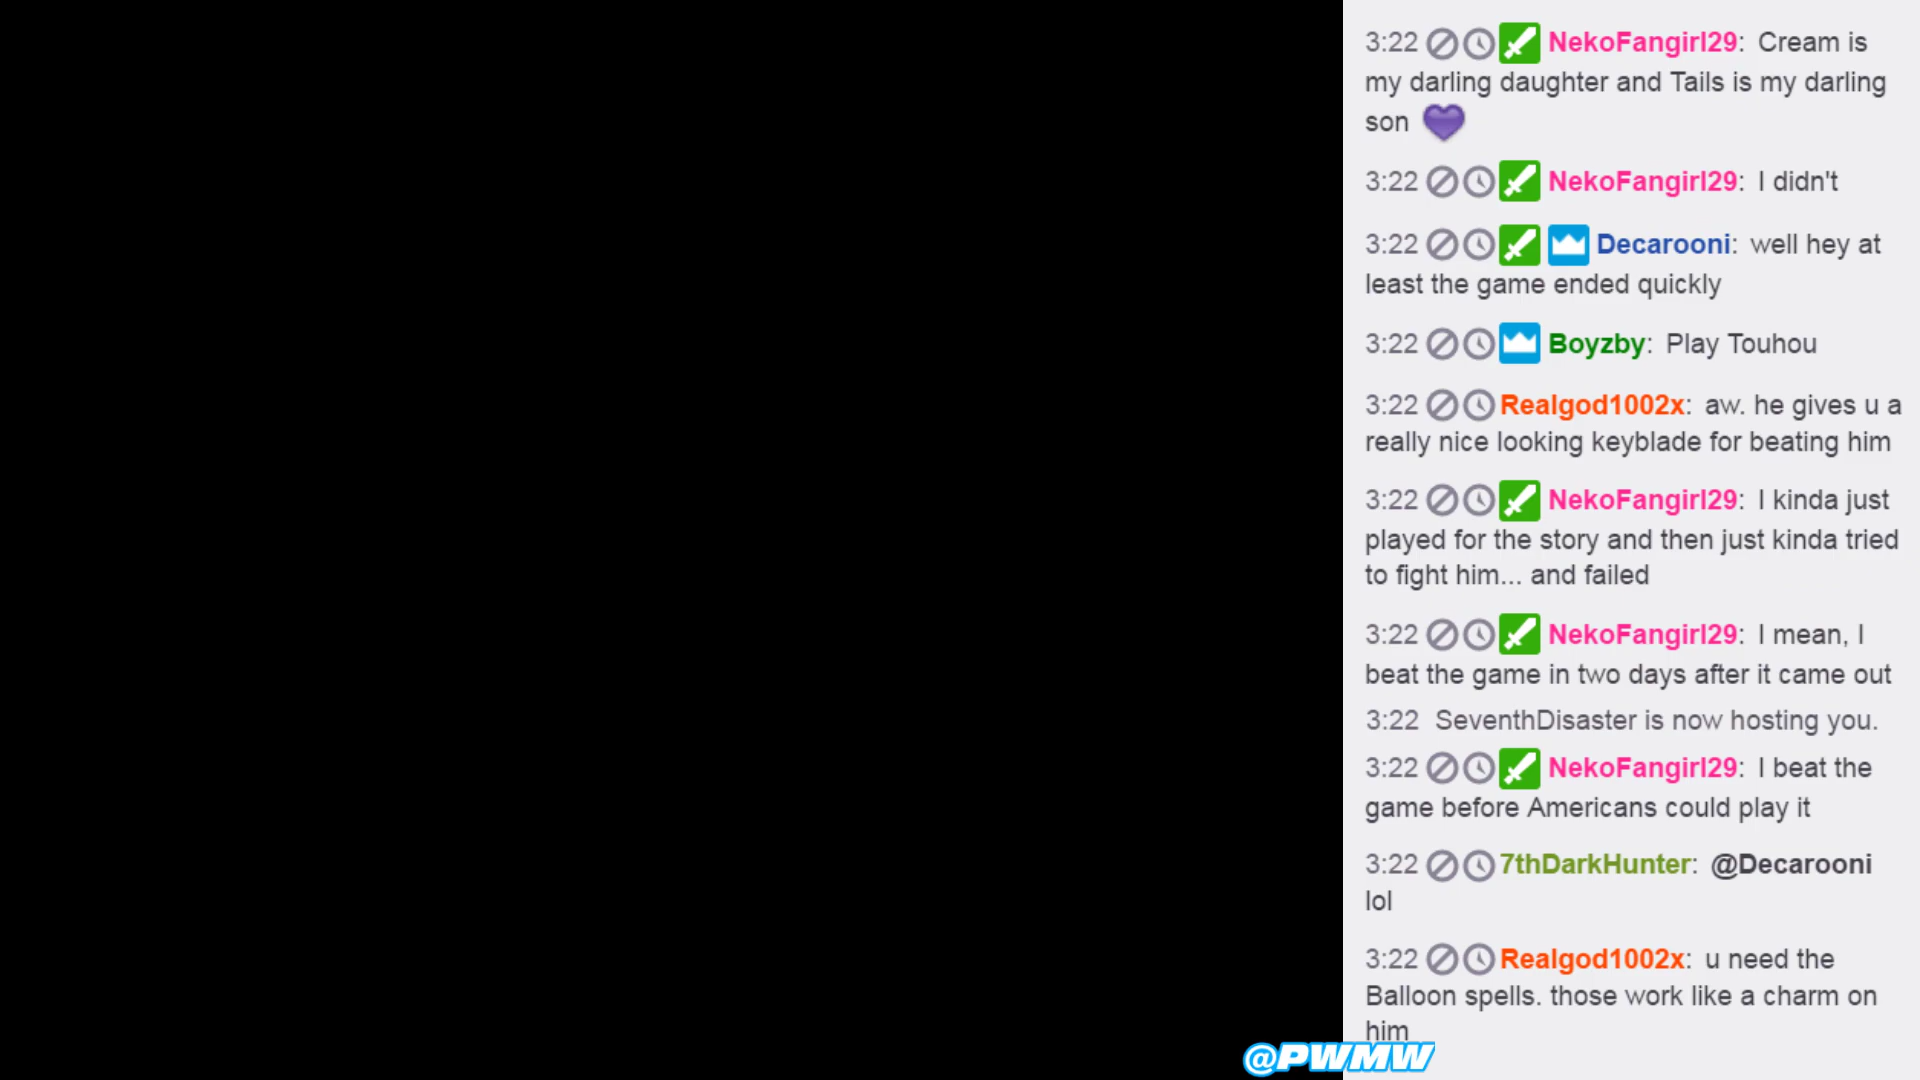 3:22 NekoFangirl29: Cream is
my darling daughter and Tails is my darling
son
3:22 NekoFangirl29: I didn't
3:22 Decarooni: well hey at
least the game ended quickly
3:22 Boyzby: Play Touhou
3:22 Realgod1002x: aw. he gives u a
really nice looking keyblade for beating him
3:22 NekoFangirl29: I kinda just
played for the story and then just kinda tried
to fight him... and failed
3:22 NekoFangirl29: I mean, I
beat the game in two days after it came out
3:22 SeventhDisaster is now hosting you.
3:22 NekoFangirl29: I beat the
game before Americans could play it
3:22 7thDarkHunter: @Decarooni
lol
3:22 Realgod1002x: u need the
Balloon spells. those work like a charm on
him
@PWMW